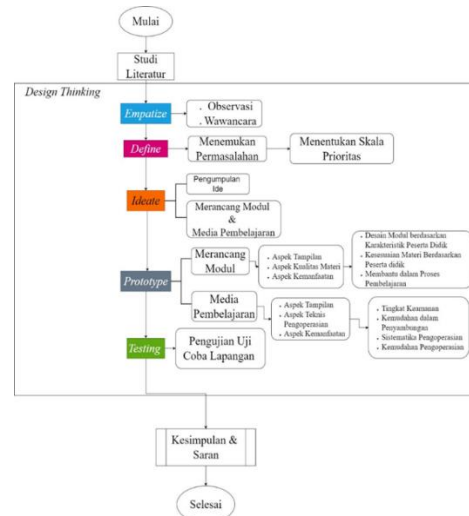 Mulai
Studi
Literatur
Design Thinking
Empatize
. Observasi
. Wawancara
Define
Menemukan
Permasalahan
Menentukan Skala
Prioritas
Ideate
Pengumpulan
Ide
Merancang Modul
&
Media Pembelajaran
Prototype
Merancang
Modul
• Aspek Tampilan
• Aspek Kualitas Materi
• Aspek Kemanfaatan
• Desain Modul berdasarkan
Karakteristik Peserta Didik
• Kesesuaian Materi Berdasarkan
Peserta didik
• Membantu dalam Proses
Pembelajaran
Media
Pembelajaran
• Aspek Tampilan
• Aspek Teknis
Pengoperasian
• Aspek Kemanfaatan
• Tingkat Keamanan
• Kemudahan dalam
Penyambungan
• Sistematika Pengoperasian
• Kemudahan Pengoperasian
Testing
Pengujian Uji
Coba Lapangan
Kesimpulan &
Saran
Selesai